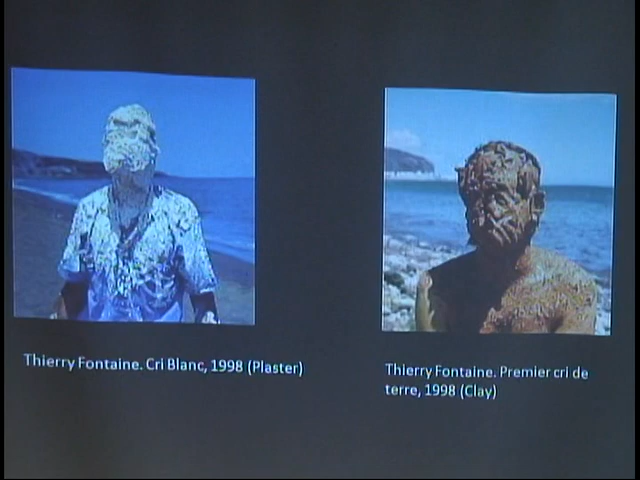 Thierry Fontaine. Cri Blanc, 1998 (Plaster)
Thierry Fontaine. Premier cri de
terre, 1998 (Clay)